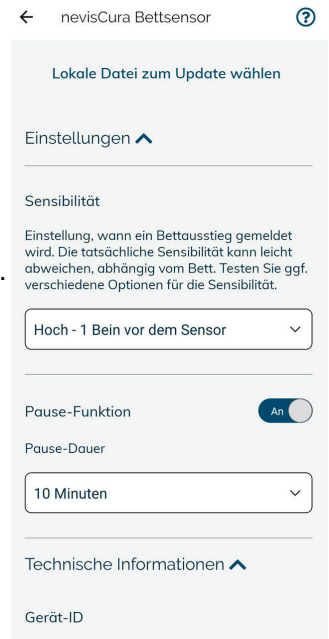 nevisCura Bettsensor
Lokale Datei zum Update wählen
Einstellungen
Sensibilität
Einstellung, wann ein Bettausstieg gemeldet
wird. Die tatsächliche Sensibilität kann leicht
abweichen, abhängig vom Bett. Testen Sie ggf.
verschiedene Optionen für die Sensibilität.
Hoch - 1 Bein vor dem Sensor
Pause-Funktion An
Pause-Dauer
10 Minuten
Technische Informationen
Gerät-ID